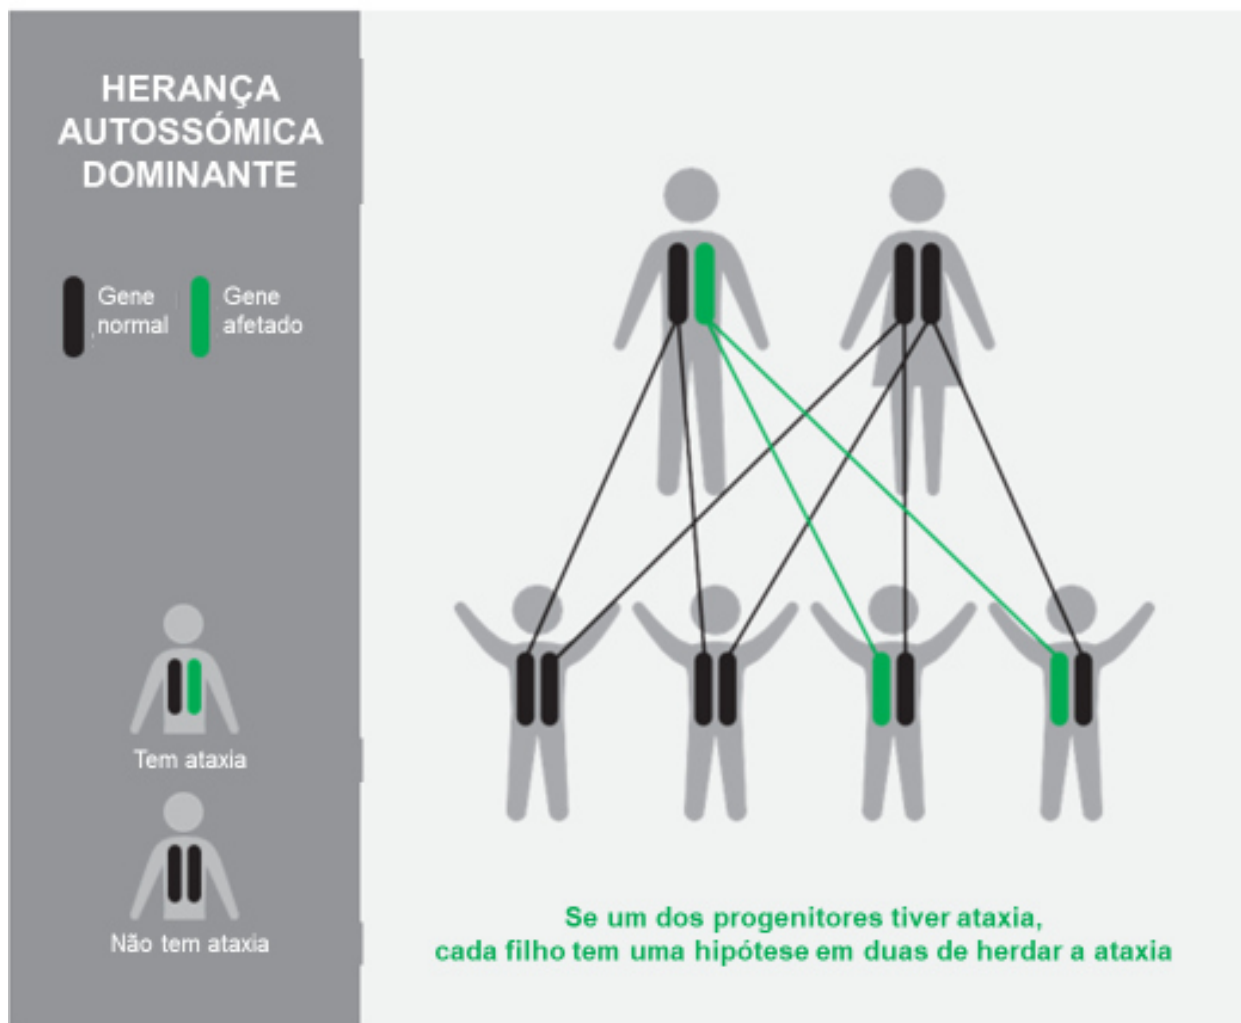 HERANÇA
AUTOSSÓMICA
DOMINANTE
Gene
normal
Gene
afetado
Tem ataxia
Não tem ataxia
Se um dos progenitores tiver ataxia,
cada filho tem uma hipótese em duas de herdar a ataxia